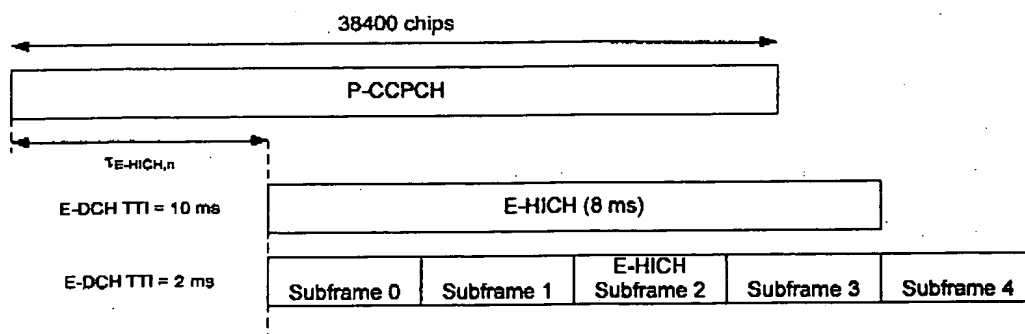 38400 chips
P-CCPCH
τE-HICH,n
E-DCH TTI = 10 ms
E-HICH (8 ms)
E-DCH TTI = 2 ms
Subframe 0
Subframe 1
E-HICH
Subframe 2
Subframe 3
Subframe 4